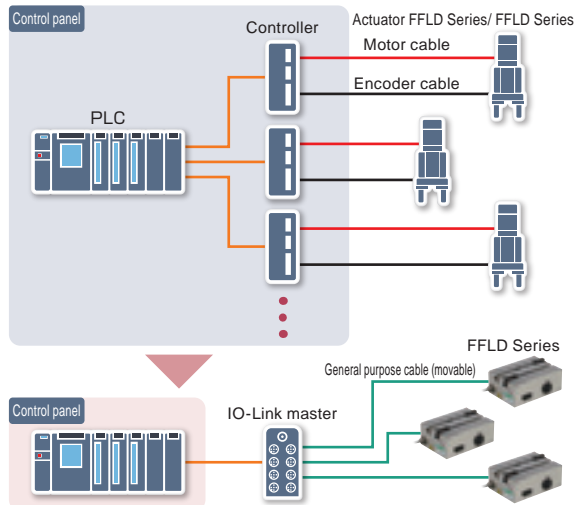 Control panel
Controller
Actuator FFLD Series/ FFLD Series
Motor cable
Encoder cable
PLC
FFLD Series
General purpose cable (movable)
Control panel
IO-Link master